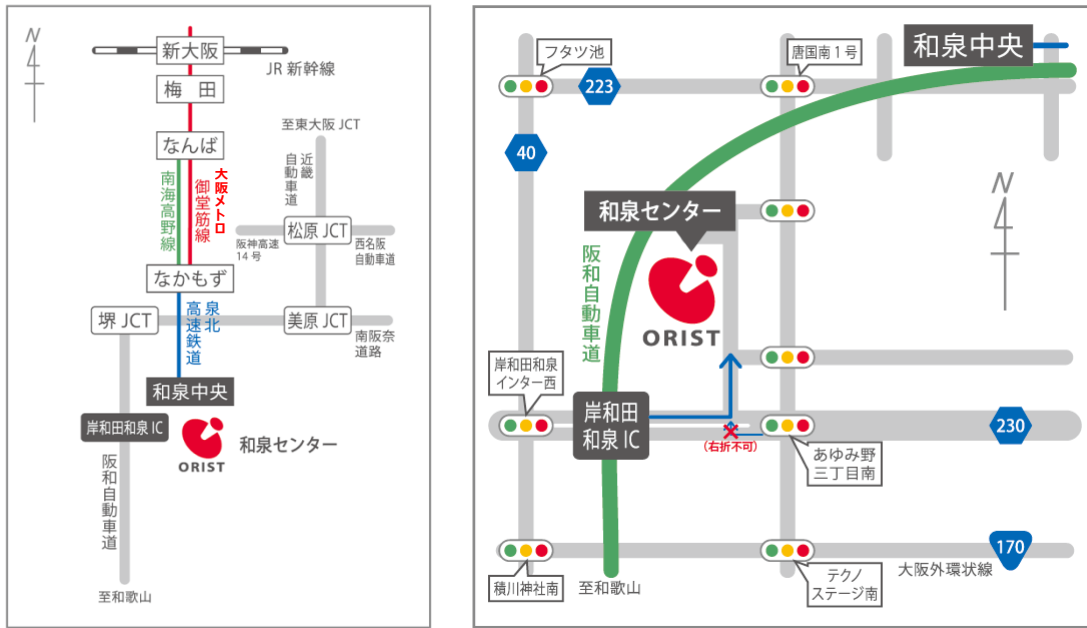 N
新大阪
JR 新幹線
梅 田
至東大阪 JCT
なんば
近畿
自動車道
大阪メトロ
御堂筋線
南海高野線
松原 JCT
阪神高速
14 号
西名阪
自動車道
なかもず
泉北
高速鉄道
堺 JCT
美原 JCT
南阪奈
道路
和泉中央
岸和田和泉 IC
和泉センター
ORIST
阪和自動車道
至和歌山
和泉中央
フタツ池
唐国南 1 号
223
40
N
和泉センター
阪和自動車道
ORIST
岸和田和泉
インター西
岸和田
和泉 IC
230
(右折不可)
あゆみ野
三丁目南
170
大阪外環状線
積川神社南
至和歌山
テクノ
ステージ南